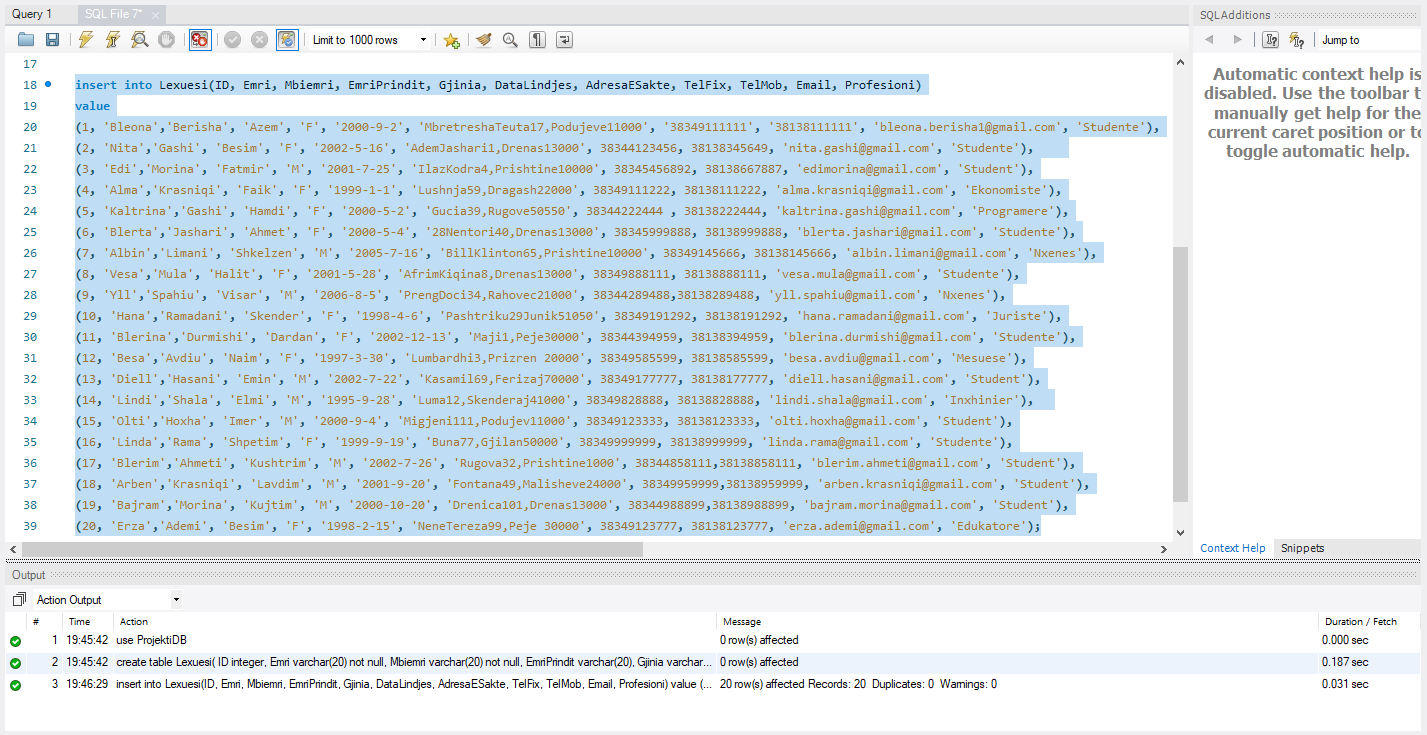 Query 1 SQL File 7*
Limit to 1000 rows
17
18 insert into Lexuesi(ID, Emri, Mbiemri, EmriPrindit, Gjinia, DataLindjes, AdresaESakte, TelFix, TelMob, Email, Profesioni)
19 value
20 (1, 'Bleona','Berisha', 'Azem', 'F', '2000-9-2', 'MbretreshaTeuta17,Podujeve11000', '38349111111', '38138111111', 'bleona.berisha1@gmail.com', 'Studente'),
21 (2, 'Nita','Gashi', 'Besim', 'F', '2002-5-16', 'AdemJashari1,Drenas13000', 38344123456, 38138345649, 'nita.gashi@gmail.com', 'Studente'),
22 (3, 'Edi','Morina', 'Fatmir', 'M', '2001-7-25', 'IlazKodra4,Prishtine10000', 38345456892, 38138667887, 'edimorina@gmail.com', 'Student'),
23 (4, 'Alma','Krasniqi', 'Faik', 'F', '1999-1-1', 'Lushnja59,Dragash22000', 38349111222, 38138111222, 'alma.krasniqi@gmail.com', 'Ekonomiste'),
24 (5, 'Kaltrina','Gashi', 'Hamdi', 'F', '2000-5-2', 'Gucia39,Rugove50550', 38344222444 , 38138222444, 'kaltrina.gashi@gmail.com', 'Programere'),
25 (6, 'Blerta','Jashari', 'Ahmet', 'F', '2000-5-4', '28Nentori40,Drenas13000', 38345999888, 38138999888, 'blerta.jashari@gmail.com', 'Studente'),
26 (7, 'Albin','Limani', 'Shkelzen', 'M', '2005-7-16', 'BillKlinton65,Prishtine10000', 38349145666, 38138145666, 'albin.limani@gmail.com', 'Nxenes'),
27 (8, 'Vesa','Mula', 'Halit', 'F', '2001-5-28', 'AfrimKiqina8,Drenas13000', 38349888111, 38138888111, 'vesa.mula@gmail.com', 'Studente'),
28 (9, 'Yll','Spahiu', 'Visar', 'M', '2006-8-5', 'PrengDoci34,Rahovec21000', 38344289488,38138289488, 'yll.spahiu@gmail.com', 'Nxenes'),
29 (10, 'Hana','Ramadani', 'Skender', 'F', '1998-4-6', 'Pashtriku29Junik51050', 38349191292, 38138191292, 'hana.ramadani@gmail.com', 'Juriste'),
30 (11, 'Blerina','Durmishi', 'Dardan', 'F', '2002-12-13', 'Maji1,Peje30000', 38344394959, 38138394959, 'blerina.durmishi@gmail.com', 'Studente'),
31 (12, 'Besa','Avdiu', 'Naim', 'F', '1997-3-30', 'Lumbardhi3,Prizren 20000', 38349585599, 38138585599, 'besa.avdiu@gmail.com', 'Mesuese'),
32 (13, 'Diell','Hasani', 'Emin', 'M', '2002-7-22', 'Kasamil69,Ferizaj70000', 38349177777, 38138177777, 'diell.hasani@gmail.com', 'Student'),
33 (14, 'Lindi','Shala', 'Elmi', 'M', '1995-9-28', 'Luma12,Skenderaj41000', 38349828888, 38138828888, 'lindi.shala@gmail.com', 'Inxhinier'),
34 (15, 'Olti','Hoxha', 'Imer', 'M', '2000-9-4', 'Migjeni111,Podujev11000', 38349123333, 38138123333, 'olti.hoxha@gmail.com', 'Student'),
35 (16, 'Linda','Rama', 'Shpetim', 'F', '1999-9-19', 'Buna77,Gjilan50000', 38349999999, 38138999999, 'linda.rama@gmail.com', 'Studente'),
36 (17, 'Blerim','Ahmeti', 'Kushtrim', 'M', '2002-7-26', 'Rugova32,Prishtine1000', 38344858111,38138858111, 'blerim.ahmeti@gmail.com', 'Student'),
37 (18, 'Arben','Krasniqi', 'Lavdim', 'M', '2001-9-20', 'Fontana49,Malisheve24000', 38349959999,38138959999, 'arben.krasniqi@gmail.com', 'Student'),
38 (19, 'Bajram','Morina', 'Kujtim', 'M', '2000-10-20', 'Drenica101,Drenas13000', 38344988899,38138988899, 'bajram.morina@gmail.com', 'Student'),
39 (20, 'Erza','Ademi', 'Besim', 'F', '1998-2-15', 'NeneTereza99,Peje 30000', 38349123777, 38138123777, 'erza.ademi@gmail.com', 'Edukatore');
SQLAdditions
Jump to
Automatic context help is
disabled. Use the toolbar t
manually get help for the
current caret position or to
toggle automatic help.
Context Help Snippets
Output
Action Output
# Time Action Message Duration / Fetch
1 19:45:42 use ProjektiDB 0 row(s) affected 0.000 sec
2 19:45:42 create table Lexuesi( ID integer, Emri varchar(20) not null, Mbiemri varchar(20) not null, EmriPrindit varchar(20), Gjinia varchar... 0 row(s) affected 0.187 sec
3 19:46:29 insert into Lexuesi(ID, Emri, Mbiemri, EmriPrindit, Gjinia, DataLindjes, AdresaESakte, TelFix, TelMob, Email, Profesioni) value (... 20 row(s) affected Records: 20 Duplicates: 0 Warnings: 0 0.031 sec